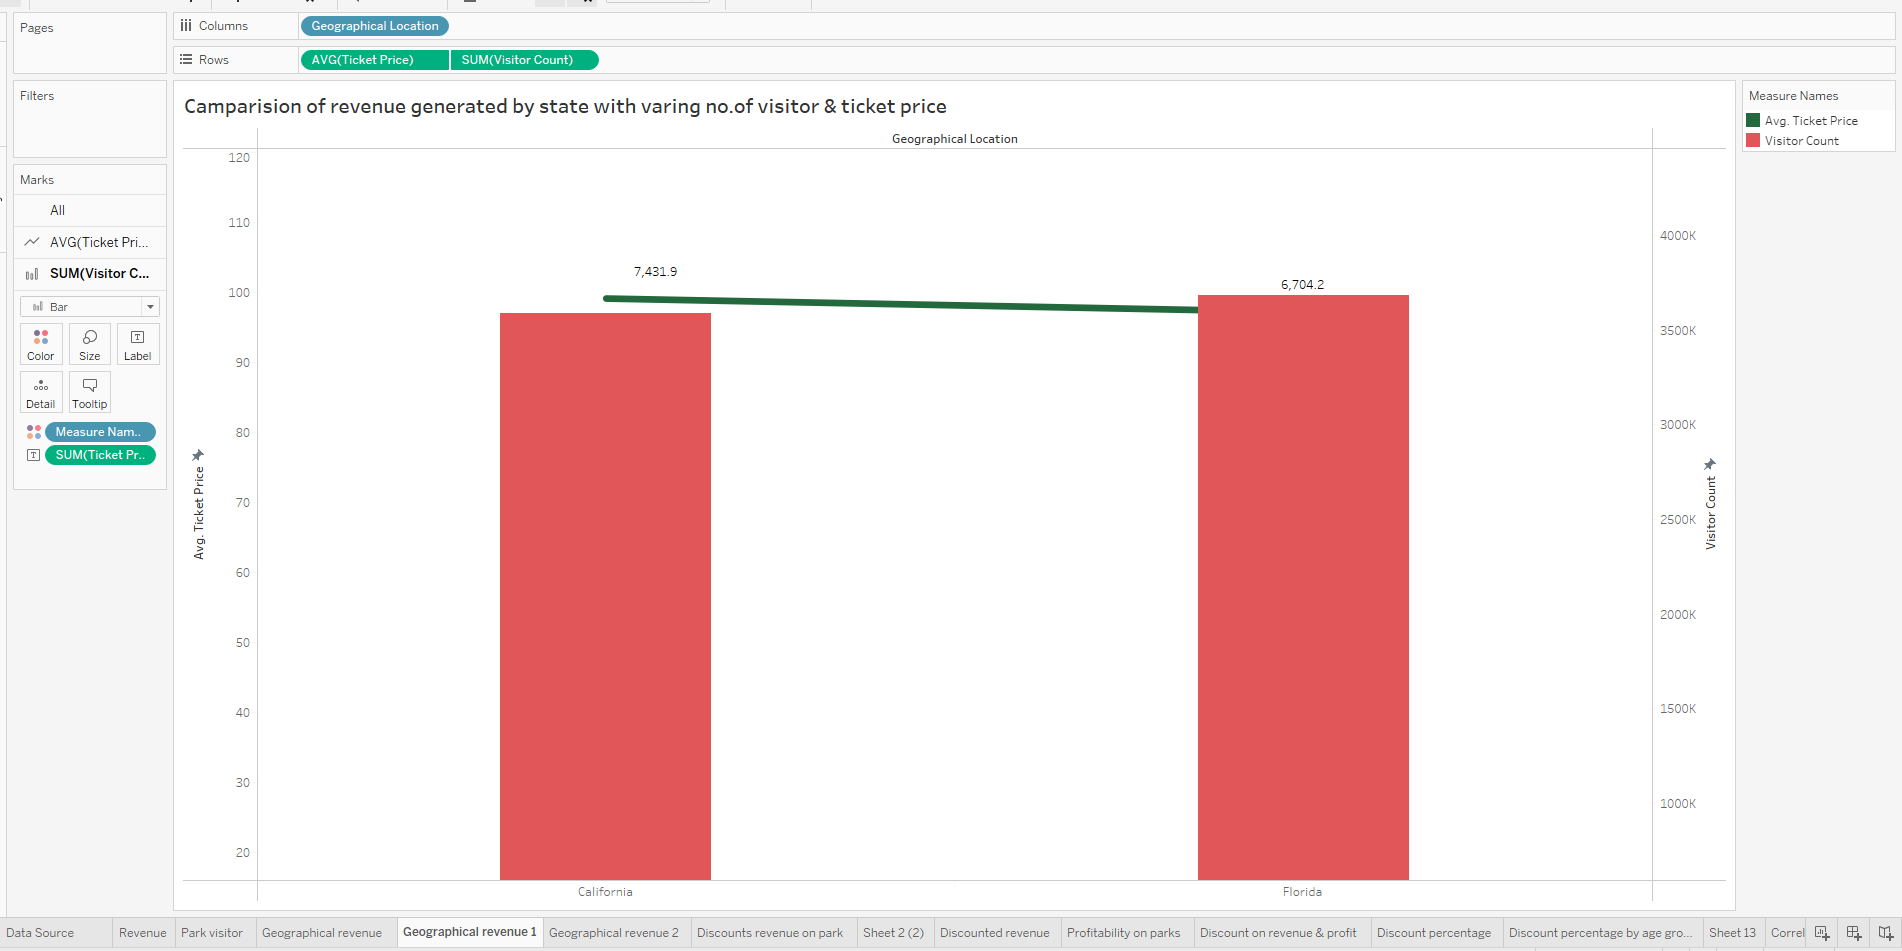 Pages
Columns
Geographical Location
Rows
AVG(Ticket Price)
SUM(Visitor Count)
Filters
Marks
All
AVG(Ticket Pri...
SUM(Visitor C...
Bar
Color
Size
Label
Detail
Tooltip
Measure Nam..
SUM(Ticket Pr..
Camparision of revenue generated by state with varing no.of visitor & ticket price
Geographical Location
Avg. Ticket Price
120
110
100
90
80
70
60
50
40
30
20
7,431.9
6,704.2
California
Florida
4000K
3500K
3000K
2500K
2000K
1500K
1000K
Visitor Count
Measure Names
Avg. Ticket Price
Visitor Count
Data Source
Revenue
Park visitor
Geographical revenue
Geographical revenue 1
Geographical revenue 2
Discounts revenue on park
Sheet 2 (2)
Discounted revenue
Profitability on parks
Discount on revenue & profit
Discount percentage
Discount percentage by age gro...
Sheet 13
Correl